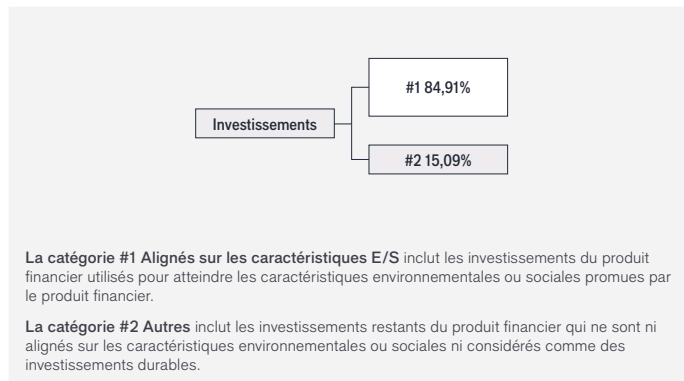 #1 84,91%
Investissements
#2 15,09%
La catégorie #1 Alignés sur les caractéristiques E/S inclut les investissements du produit
financier utilisés pour atteindre les caractéristiques environnementales ou sociales promues par
le produit financier.
La catégorie #2 Autres inclut les investissements restants du produit financier qui ne sont ni
alignés sur les caractéristiques environnementales ou sociales ni considérés comme des
investissements durables.